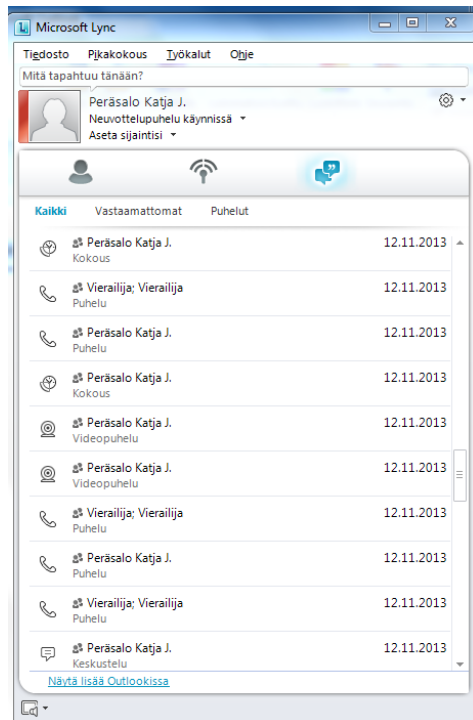 Microsoft Lync
Tiedosto Pikakokous Työkalut Ohje
Mitä tapahtuu tänään?
Peräsalo Katja J.
Neuvottelupuhelu käynnissä
Aseta sijaintisi
Kaikki Vastaamattomat Puhelut
Peräsalo Katja J. 12.11.2013
Kokous
Vierailija; Vierailija 12.11.2013
Puhelu
Peräsalo Katja J. 12.11.2013
Puhelu
Peräsalo Katja J. 12.11.2013
Kokous
Peräsalo Katja J. 12.11.2013
Videopuhelu
Peräsalo Katja J. 12.11.2013
Videopuhelu
Vierailija; Vierailija 12.11.2013
Puhelu
Peräsalo Katja J. 12.11.2013
Puhelu
Vierailija; Vierailija 12.11.2013
Puhelu
Peräsalo Katja J. 12.11.2013
Keskustelu
Näytä lisää Outlookissa